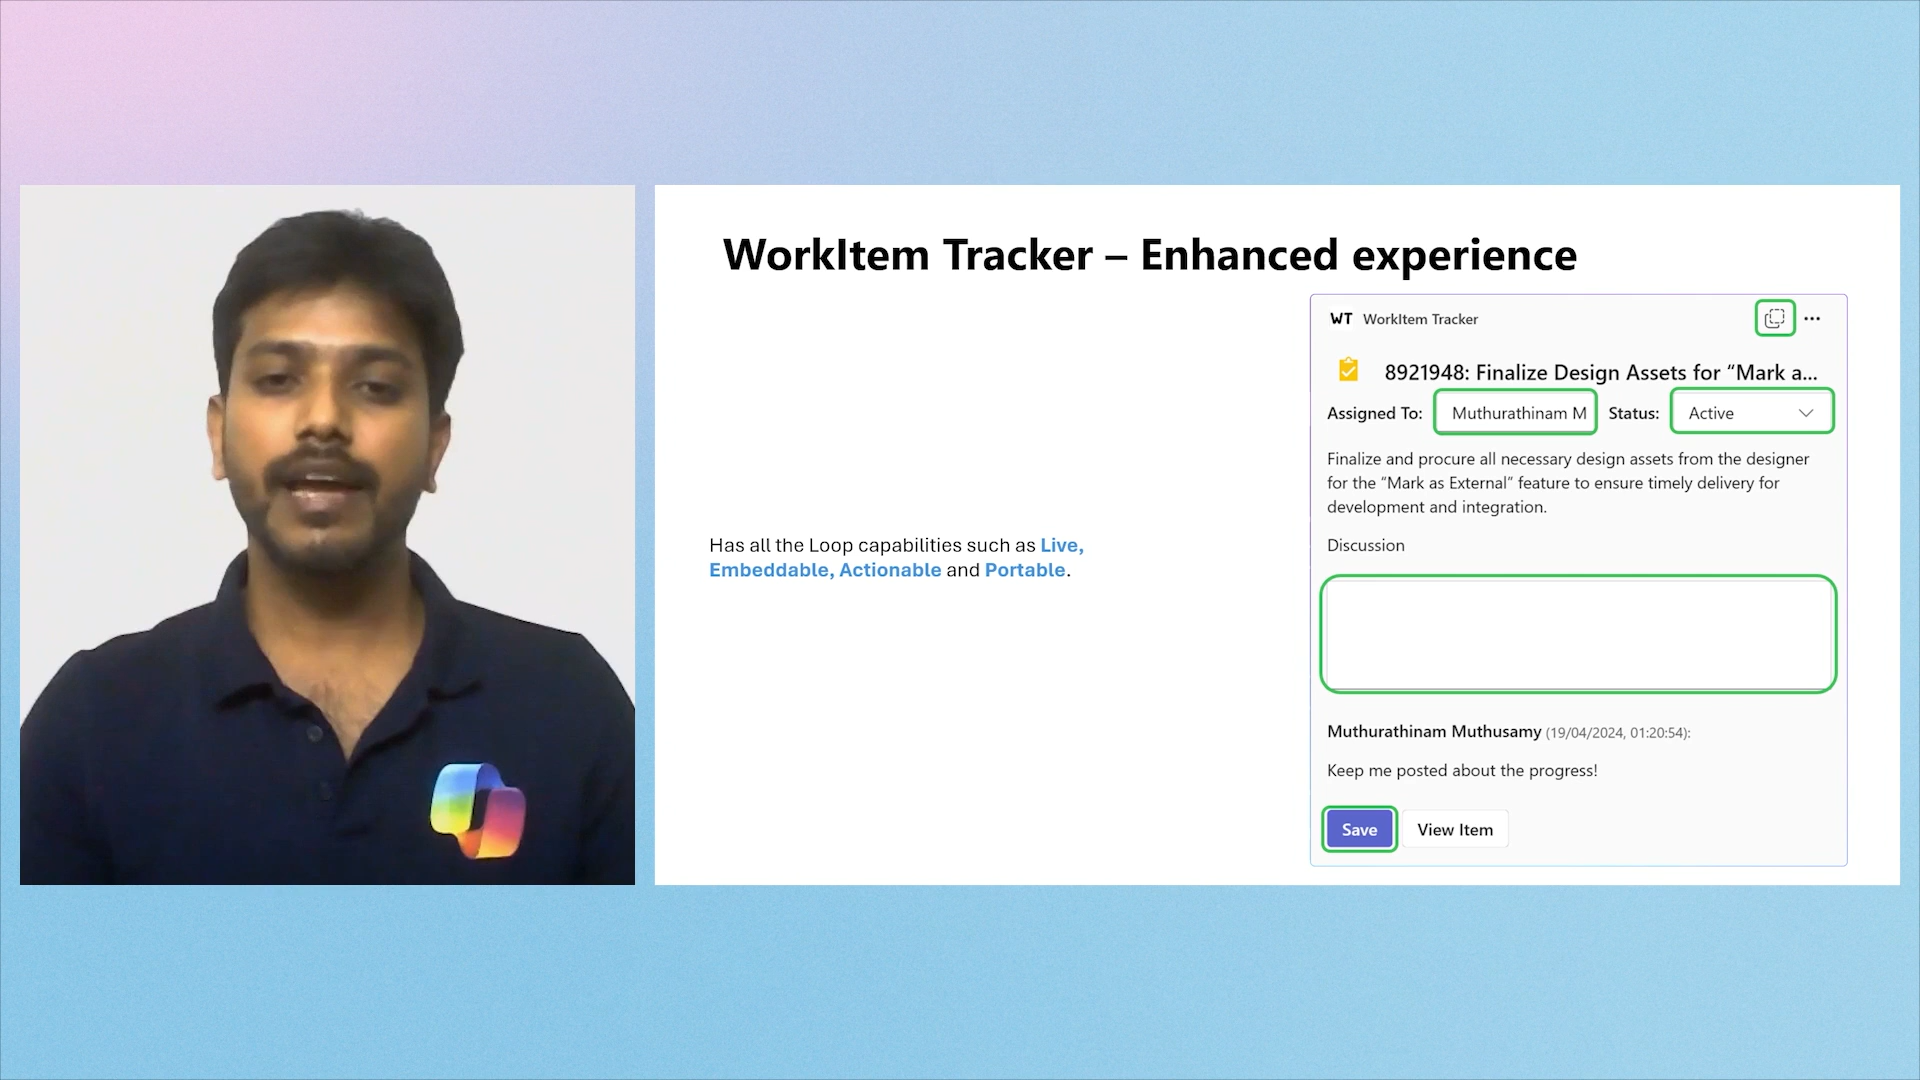 WorkItem Tracker – Enhanced experience
Has all the Loop capabilities such as Live,
Embeddable, Actionable and Portable.
WT WorkItem Tracker
8921948: Finalize Design Assets for “Mark a...
Assigned To: Muthurathinam M Status: Active
Finalize and procure all necessary design assets from the designer
for the “Mark as External” feature to ensure timely delivery for
development and integration.
Discussion
Muthurathinam Muthusamy (19/04/2024, 01:20:54):
Keep me posted about the progress!
Save View Item